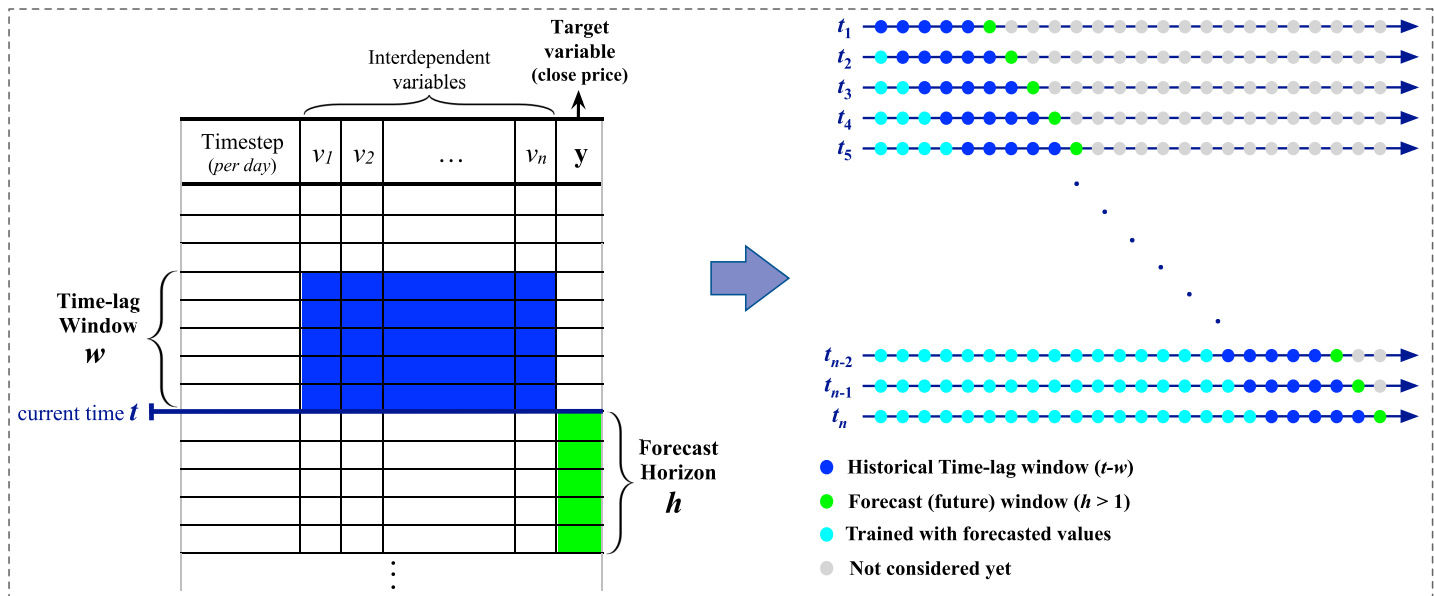 Target
variable
(close price)
Interdependent
variables
Timestep
(per day)
v1 v2 ... vn y
Time-lag
Window
w
current time t
Forecast
Horizon
h
t1
t2
t3
t4
t5
tn-2
tn-1
tn
Historical Time-lag window (t-w)
Forecast (future) window (h > 1)
Trained with forecasted values
Not considered yet